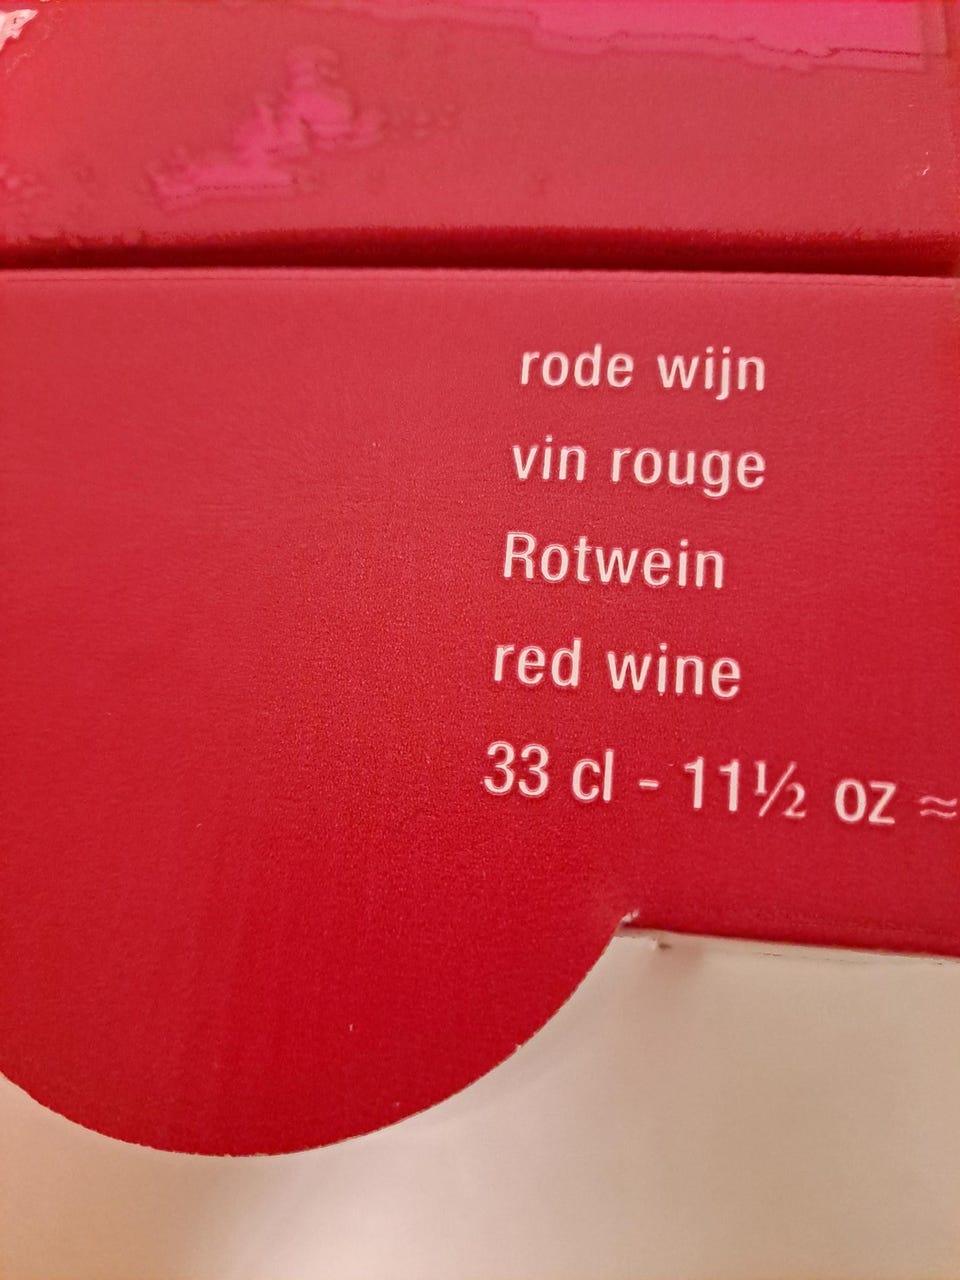 rode wijn
vin rouge
Rotwein
red wine
33 cl - 11½ oz ≈